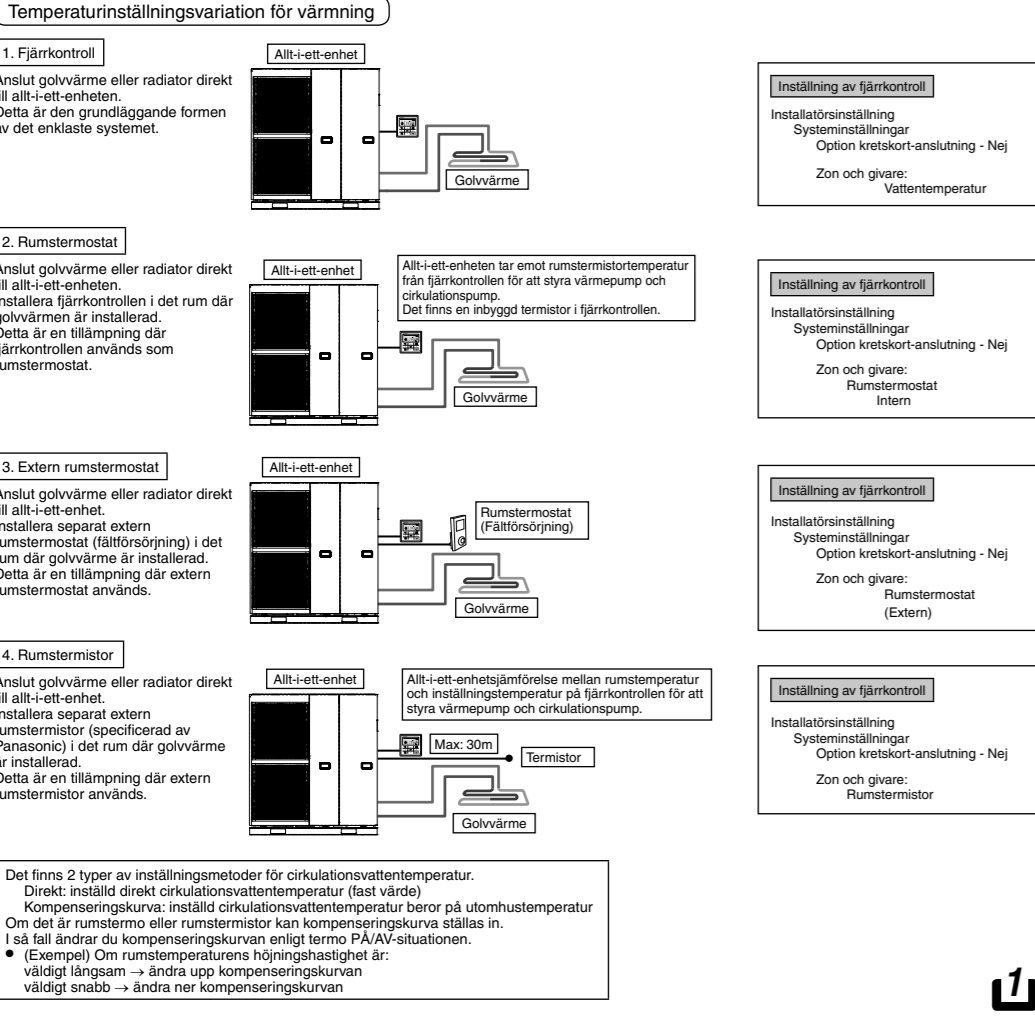 Temperaturinställningsvariation för värmning
1. Fjärrkontroll
Anslut golvvärme eller radiator direkt
till allt-i-ett-enheten.
Detta är den grundläggande formen
av det enklaste systemet.
Allt-i-ett-enhet
Golvvärme
Inställning av fjärrkontroll
Installatörsinställning
Systeminställningar
Option kretskort-anslutning - Nej
Zon och givare:
Vattentemperatur
2. Rumstermostat
Anslut golvvärme eller radiator direkt
till allt-i-ett-enheten.
Installera fjärrkontrollen i det rum där
golvvärmen är installerad.
Detta är en tillämpning där
fjärrkontrollen används som
rumstermostat.
Allt-i-ett-enhet
Allt-i-ett-enheten tar emot rumstermistortemperatur
från fjärrkontrollen för att styra värmepump och
cirkulationspump.
Det finns en inbyggd termistor i fjärrkontrollen.
Golvvärme
Inställning av fjärrkontroll
Installatörsinställning
Systeminställningar
Option kretskort-anslutning - Nej
Zon och givare:
Rumstermostat
Intern
3. Extern rumstermostat
Anslut golvvärme eller radiator direkt
till allt-i-ett-enhet.
Installera separat extern
rumstermostat (fältförsörjning) i det
rum där golvvärme är installerad.
Detta är en tillämpning där extern
rumstermostat används.
Allt-i-ett-enhet
Rumstermostat
(Fältförsörjning)
Golvvärme
Inställning av fjärrkontroll
Installatörsinställning
Systeminställningar
Option kretskort-anslutning - Nej
Zon och givare:
Rumstermostat
(Extern)
4. Rumstermistor
Anslut golvvärme eller radiator direkt
till allt-i-ett-enhet.
Installera separat extern
rumstermistor (specificerad av
Panasonic) i det rum där golvvärme
är installerad.
Detta är en tillämpning där extern
rumstermistor används.
Allt-i-ett-enhet
Allt-i-ett-enhetsjämförelse mellan rumstemperatur
och inställningstemperatur på fjärrkontrollen för att
styra värmepump och cirkulationspump.
Max: 30m
Termistor
Golvvärme
Inställning av fjärrkontroll
Installatörsinställning
Systeminställningar
Option kretskort-anslutning - Nej
Zon och givare:
Rumstermistor
Det finns 2 typer av inställningsmetoder för cirkulationsvattentemperatur.
Direkt: inställd direkt cirkulationsvattentemperatur (fast värde)
Kompenseringskurva: inställd cirkulationsvattentemperatur beror på utomhustemperatur
Om det är rumstermo eller rumstermistor kan kompenseringskurva ställas in.
I så fall ändrar du kompenseringskurvan enligt termo PÅ/AV-situationen.
● (Exempel) Om rumstemperaturens höjningshastighet är:
väldigt långsam → ändra upp kompenseringskurvan
väldigt snabb → ändra ner kompenseringskurvan
1